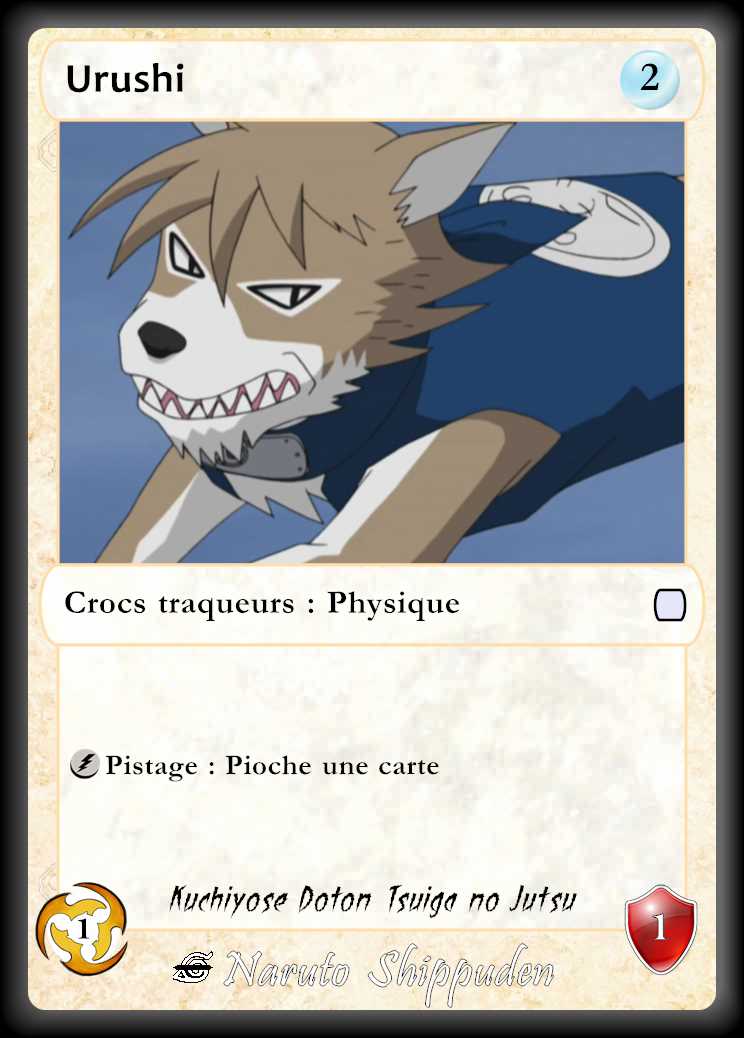 Urushi
2
Crocs traqueurs : Physique
Pistage : Pioche une carte
Kuchiyose Doton Tsuiga no Jutsu
1
1
Naruto Shippuden